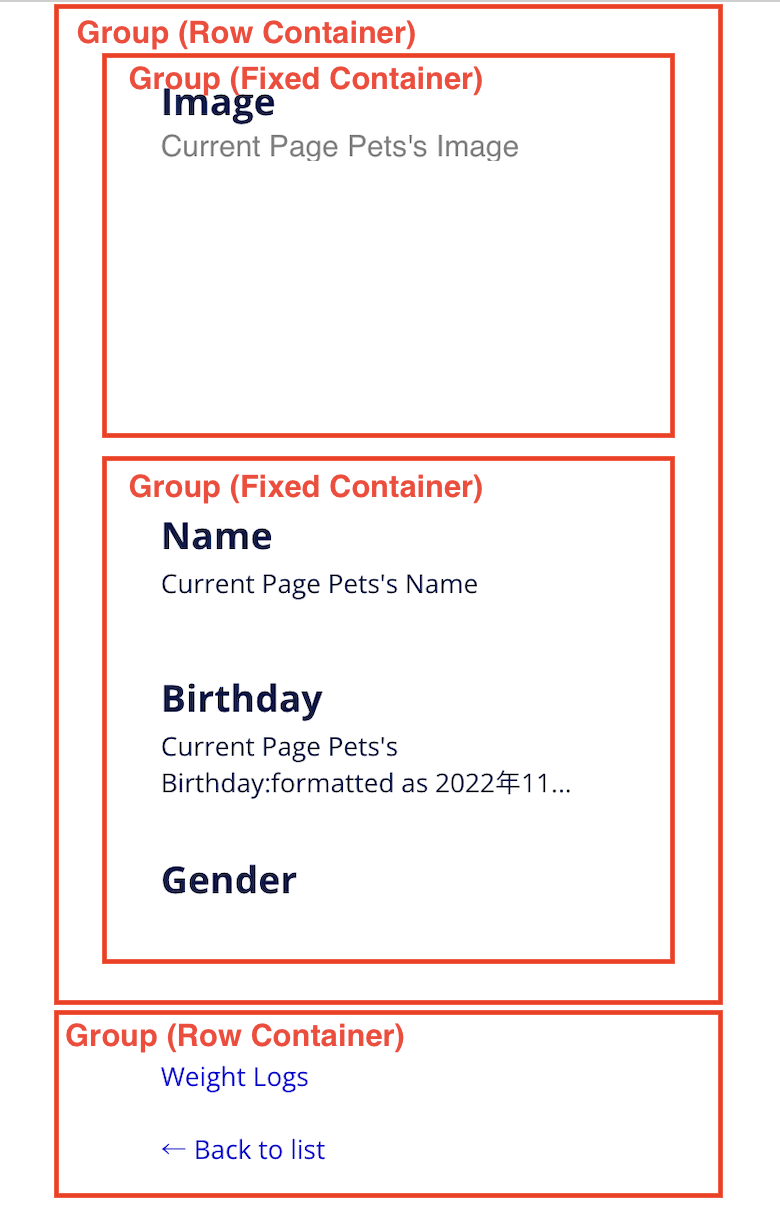 Group (Row Container)
Group (Fixed Container)
Image
Current Page Pets's Image
Group (Fixed Container)
Name
Current Page Pets's Name
Birthday
Current Page Pets's
Birthday:formatted as 2022年11...
Gender
Group (Row Container)
Weight Logs
← Back to list